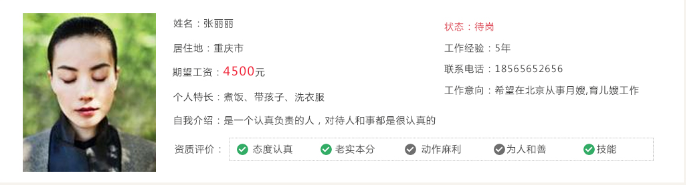 姓名：张丽丽
状态：待岗
居住地：重庆市
工作经验：5年
期望工资：4500元
联系电话：18565652656
个人特长：煮饭、带孩子、洗衣服
工作意向：希望在北京从事月嫂,育儿嫂工作
自我介绍：是一个认真负责的人，对待人和事都是很认真的
资质评价： 态度认真 老实本分 动作麻利 为人和善 技能